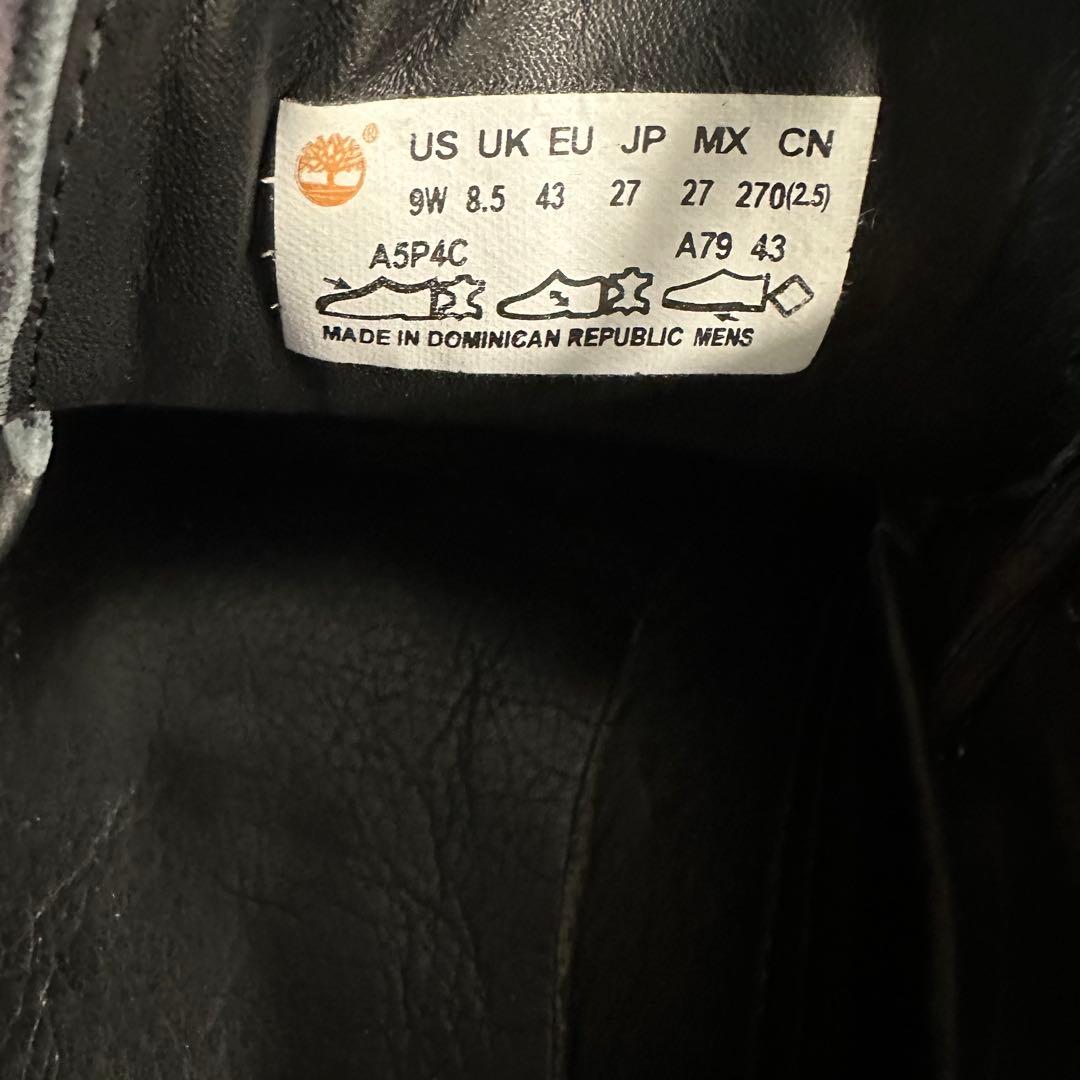 ®
US UK EU JP MX CN
9W 8.5 43 27 27 270(2.5)
A5P4C A79 43
MADE IN DOMINICAN REPUBLIC MENS